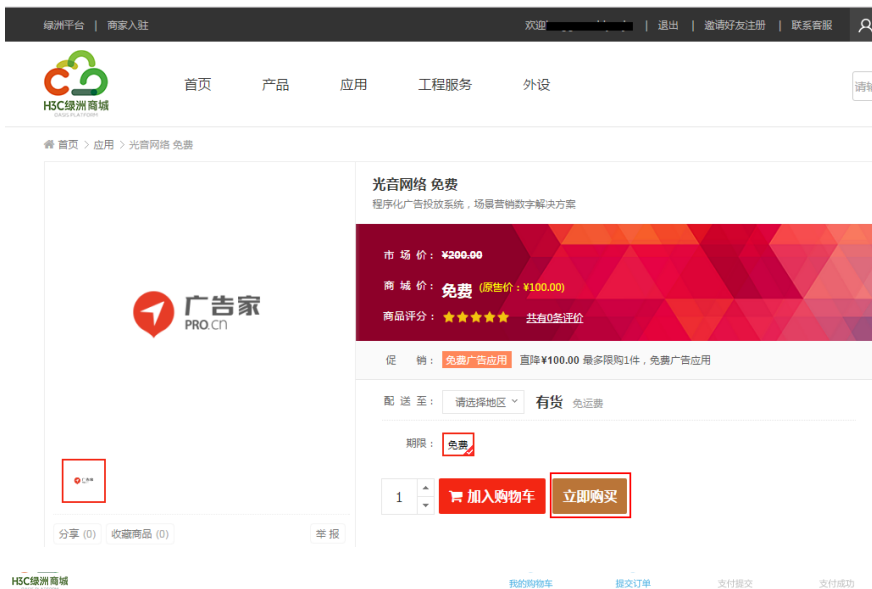 绿洲平台 | 商家入驻 欢迎 | 退出 | 邀请好友注册 | 联系客服
H3C绿洲商城
OASIS PLATFORM
首页 产品 应用 工程服务 外设
首页 > 应用 > 光音网络 免费
光音网络 免费
程序化广告投放系统，场景营销数字解决方案
市 场 价： ¥200.00
商 城 价： 免费 (原售价：¥100.00)
商品评分： 共有0条评价
广告家
PRO.CN
促 销： 免费广告应用 直降¥100.00 最多限购1件，免费广告应用
配 送 至： 请选择地区 有货 免运费
期限： 免费
1 加入购物车 立即购买
分享 (0) 收藏商品 (0) 举 报
H3C绿洲商城 我的购物车 提交订单 支付提交 支付成功